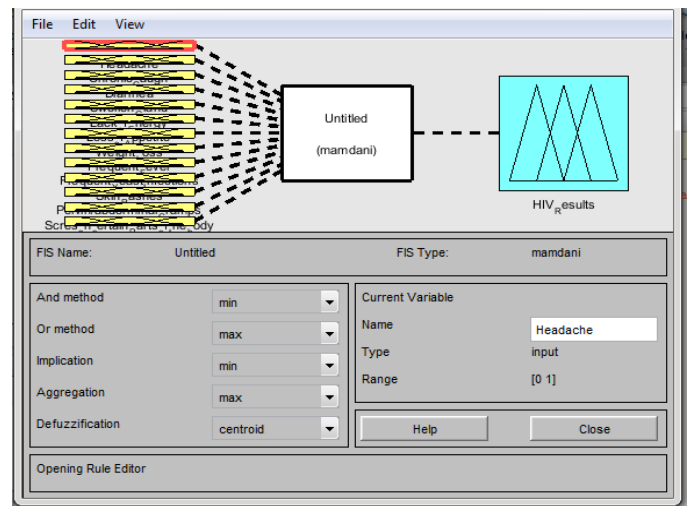 File Edit View
Headache
Diarrhea
Untitled
(mamdani)
HIV_Results
FIS Name: Untitled FIS Type: mamdani
And method min
Or method max
Implication min
Aggregation max
Defuzzification centroid
Current Variable
Name Headache
Type input
Range [0 1]
Help Close
Opening Rule Editor